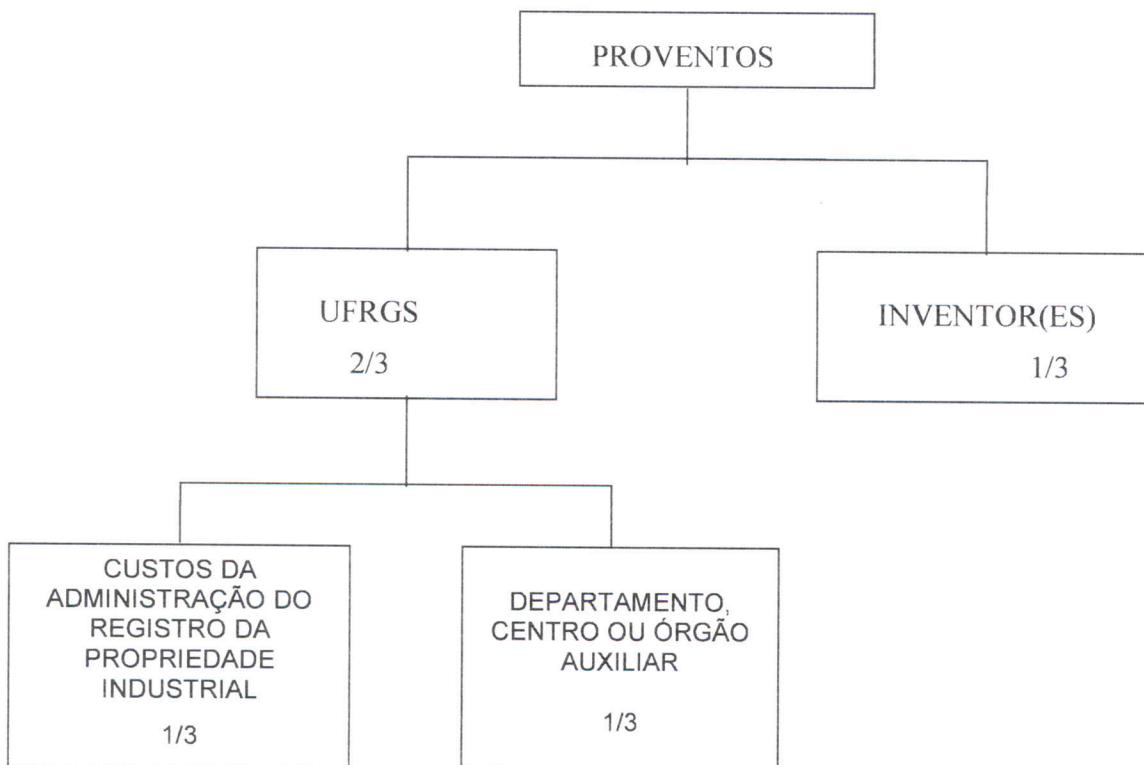 PROVENTOS
UFRGS
2/3
INVENTOR(ES)
1/3
CUSTOS DA
ADMINISTRAÇÃO DO
REGISTRO DA
PROPRIEDADE
INDUSTRIAL
1/3
DEPARTAMENTO,
CENTRO OU ÓRGÃO
AUXILIAR
1/3